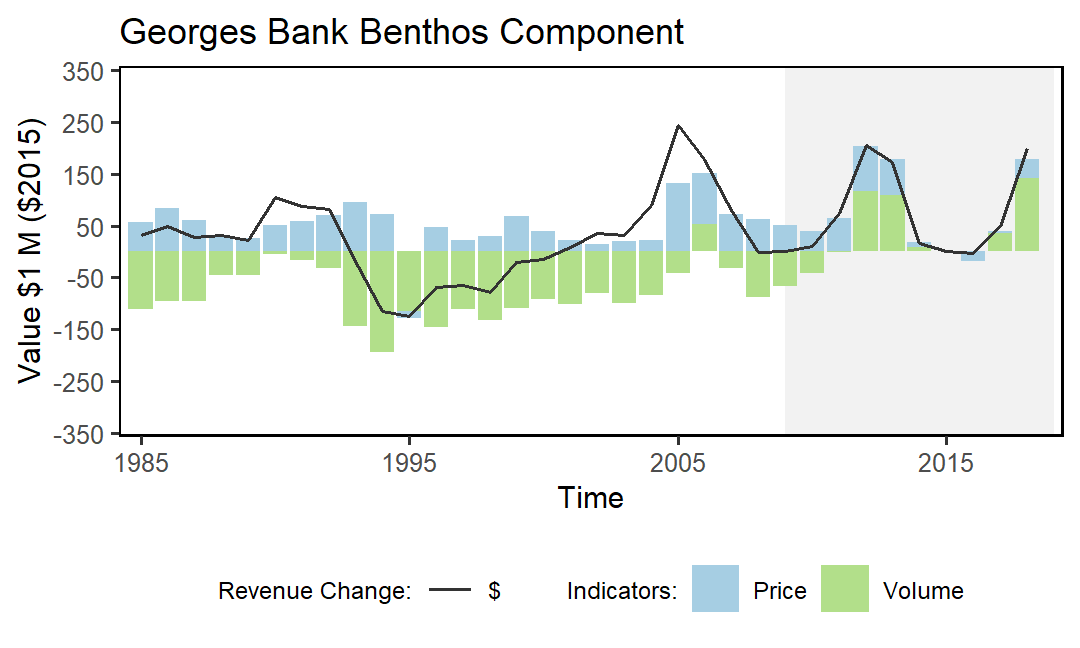 Georges Bank Benthos Component
Value $1 M ($2015)
350
250
150
50
-50
-150
-250
-350
1985 1995 2005 2015
Time
Revenue Change: $ Indicators: Price Volume